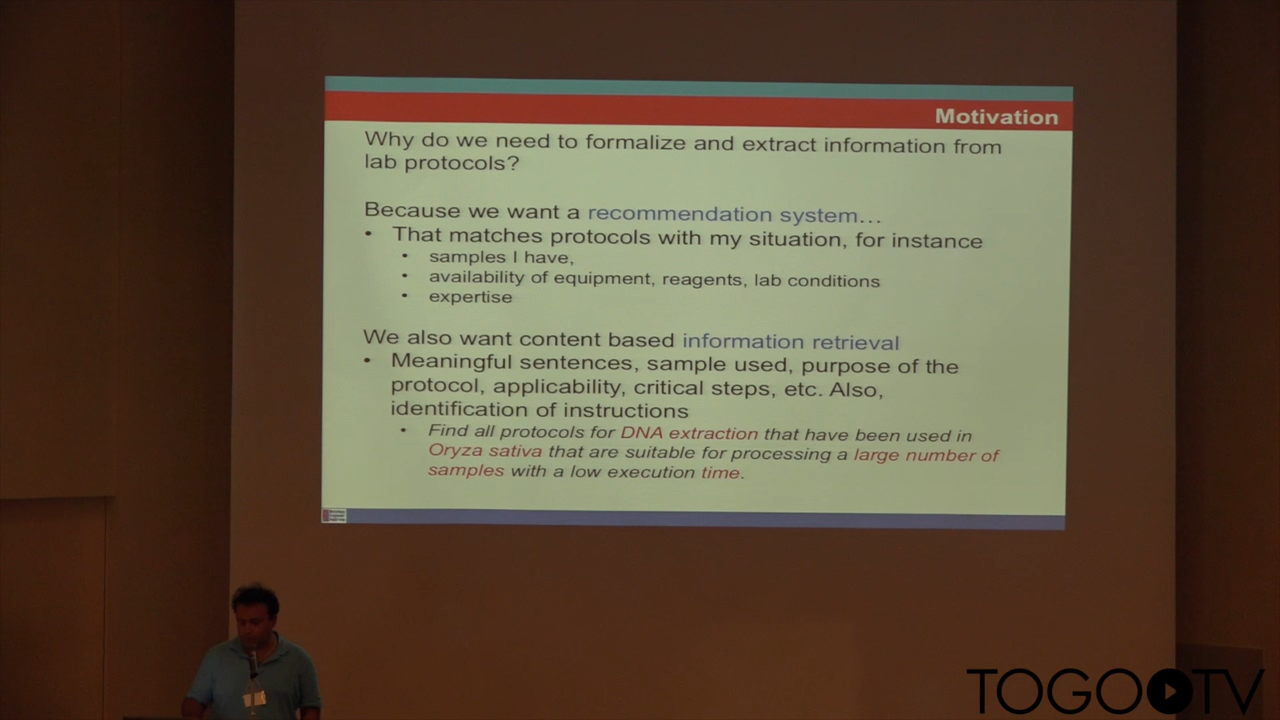 Motivation
Why do we need to formalize and extract information from
lab protocols?
Because we want a recommendation system…
• That matches protocols with my situation, for instance
• samples I have,
• availability of equipment, reagents, lab conditions
• expertise
We also want content based information retrieval
• Meaningful sentences, sample used, purpose of the
protocol, applicability, critical steps, etc. Also,
identification of instructions
• Find all protocols for DNA extraction that have been used in
Oryza sativa that are suitable for processing a large number of
samples with a low execution time.
TOGO TV